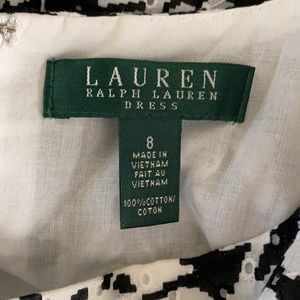 LAUREN
RALPH LAUREN
DRESS
8
MADE IN
VIETNAM
FAIT AU
VIETNAM
100%COTTON/
COTON